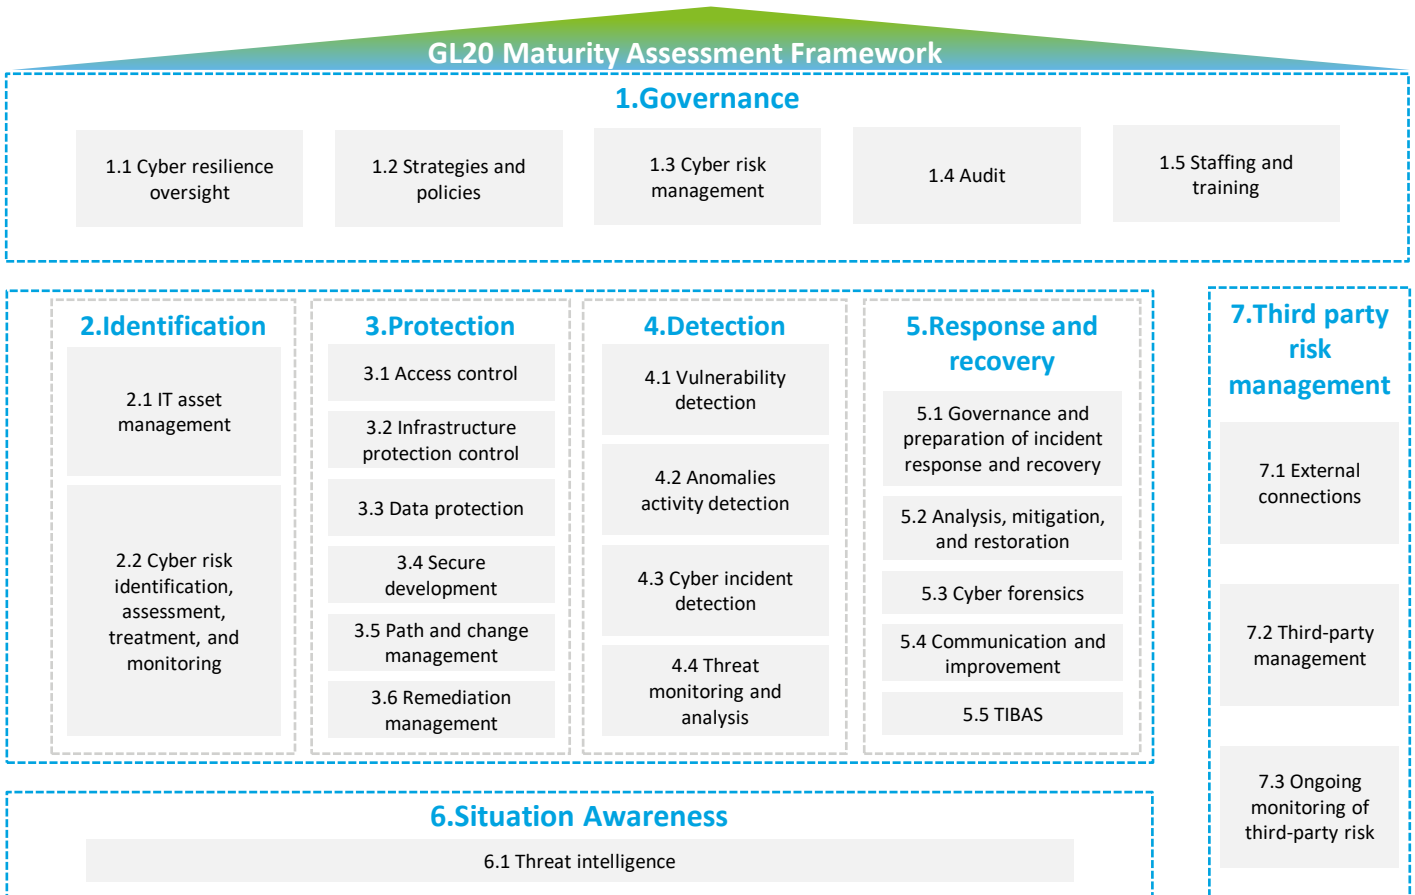 GL20 Maturity Assessment Framework
1.Governance
1.1 Cyber resilience
oversight
1.2 Strategies and
policies
1.3 Cyber risk
management
1.4 Audit
1.5 Staffing and
training
2.Identification
2.1 IT asset
management
2.2 Cyber risk
identification,
assessment,
treatment, and
monitoring
3.Protection
3.1 Access control
3.2 Infrastructure
protection control
3.3 Data protection
3.4 Secure
development
3.5 Path and change
management
3.6 Remediation
management
4.Detection
4.1 Vulnerability
detection
4.2 Anomalies
activity detection
4.3 Cyber incident
detection
4.4 Threat
monitoring and
analysis
5.Response and
recovery
5.1 Governance and
preparation of incident
response and recovery
5.2 Analysis, mitigation,
and restoration
5.3 Cyber forensics
5.4 Communication and
improvement
5.5 TIBAS
7.Third party
risk
management
7.1 External
connections
7.2 Third-party
management
7.3 Ongoing
monitoring of
third-party risk
6.Situation Awareness
6.1 Threat intelligence